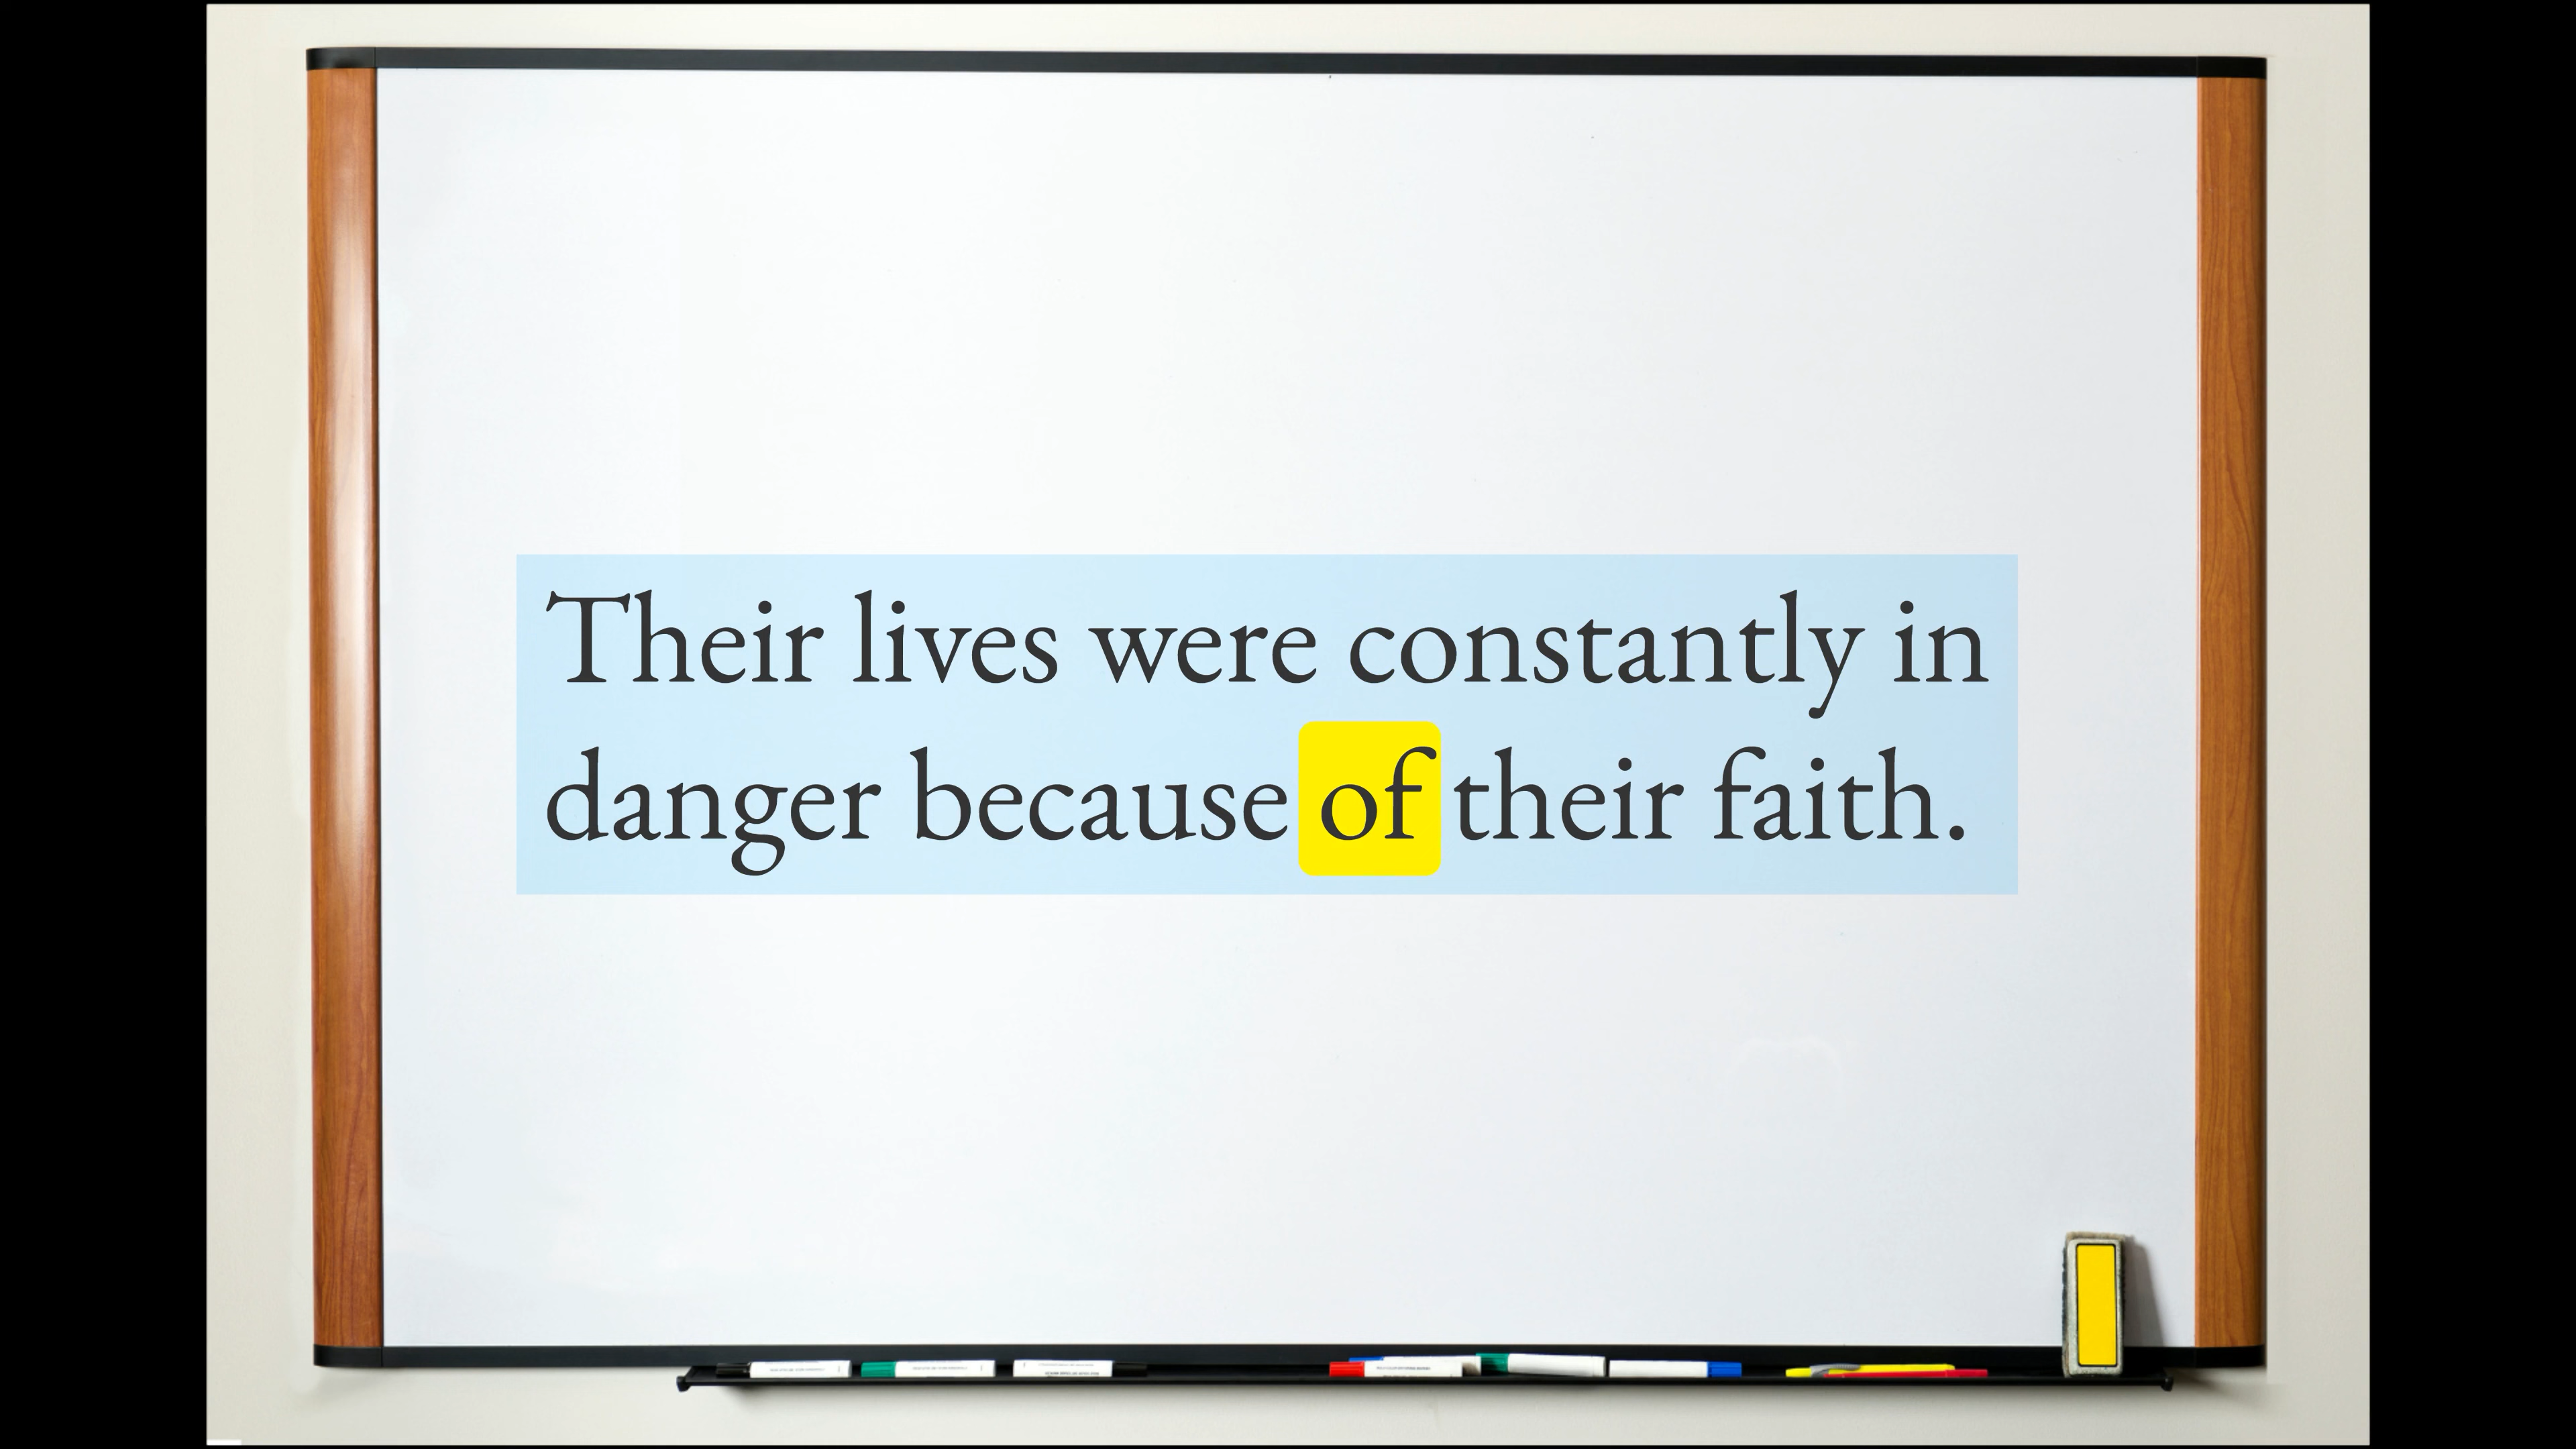 Their lives were constantly in
danger because of their faith.